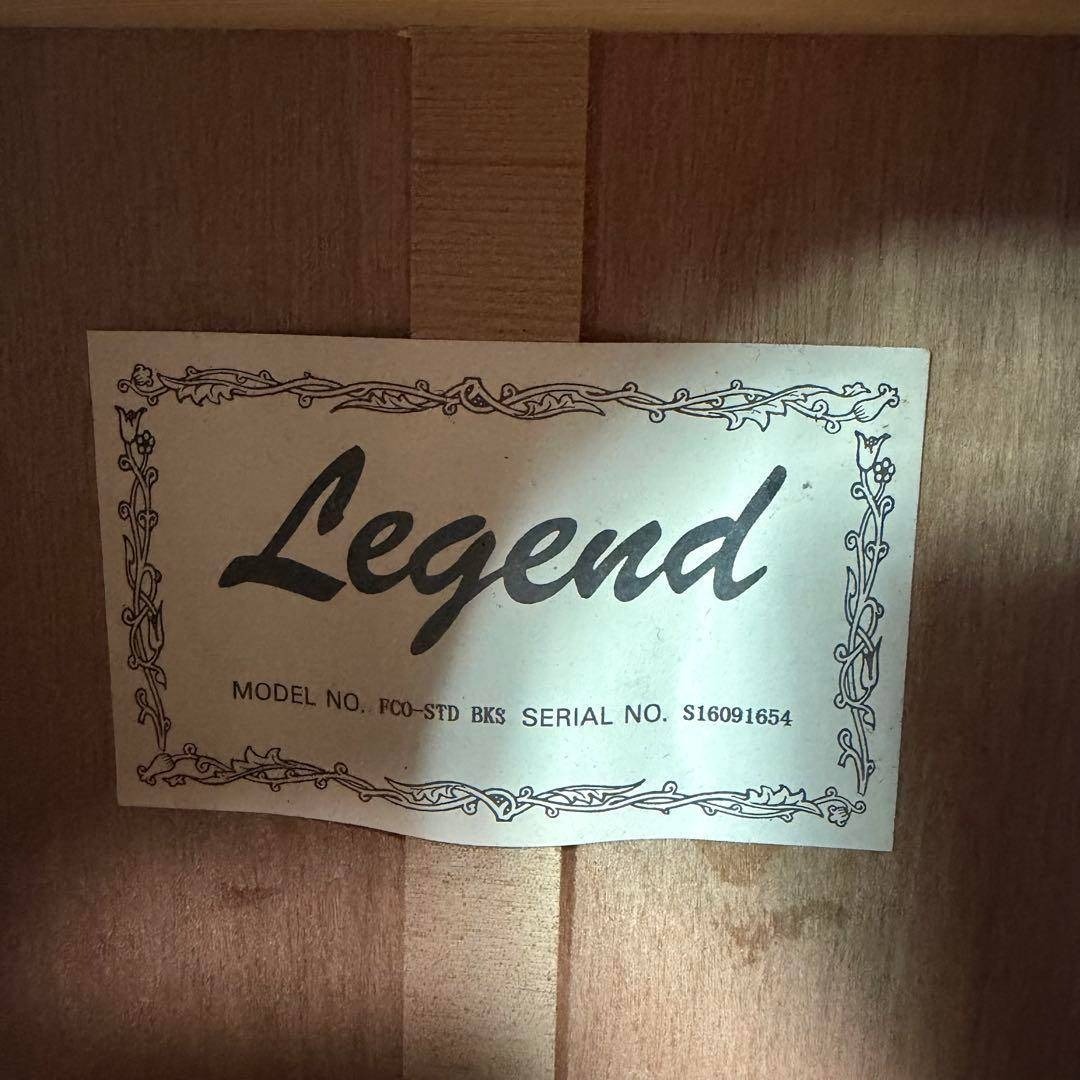 Legend
MODEL NO. FCO-STD BKS SERIAL NO. S16091654